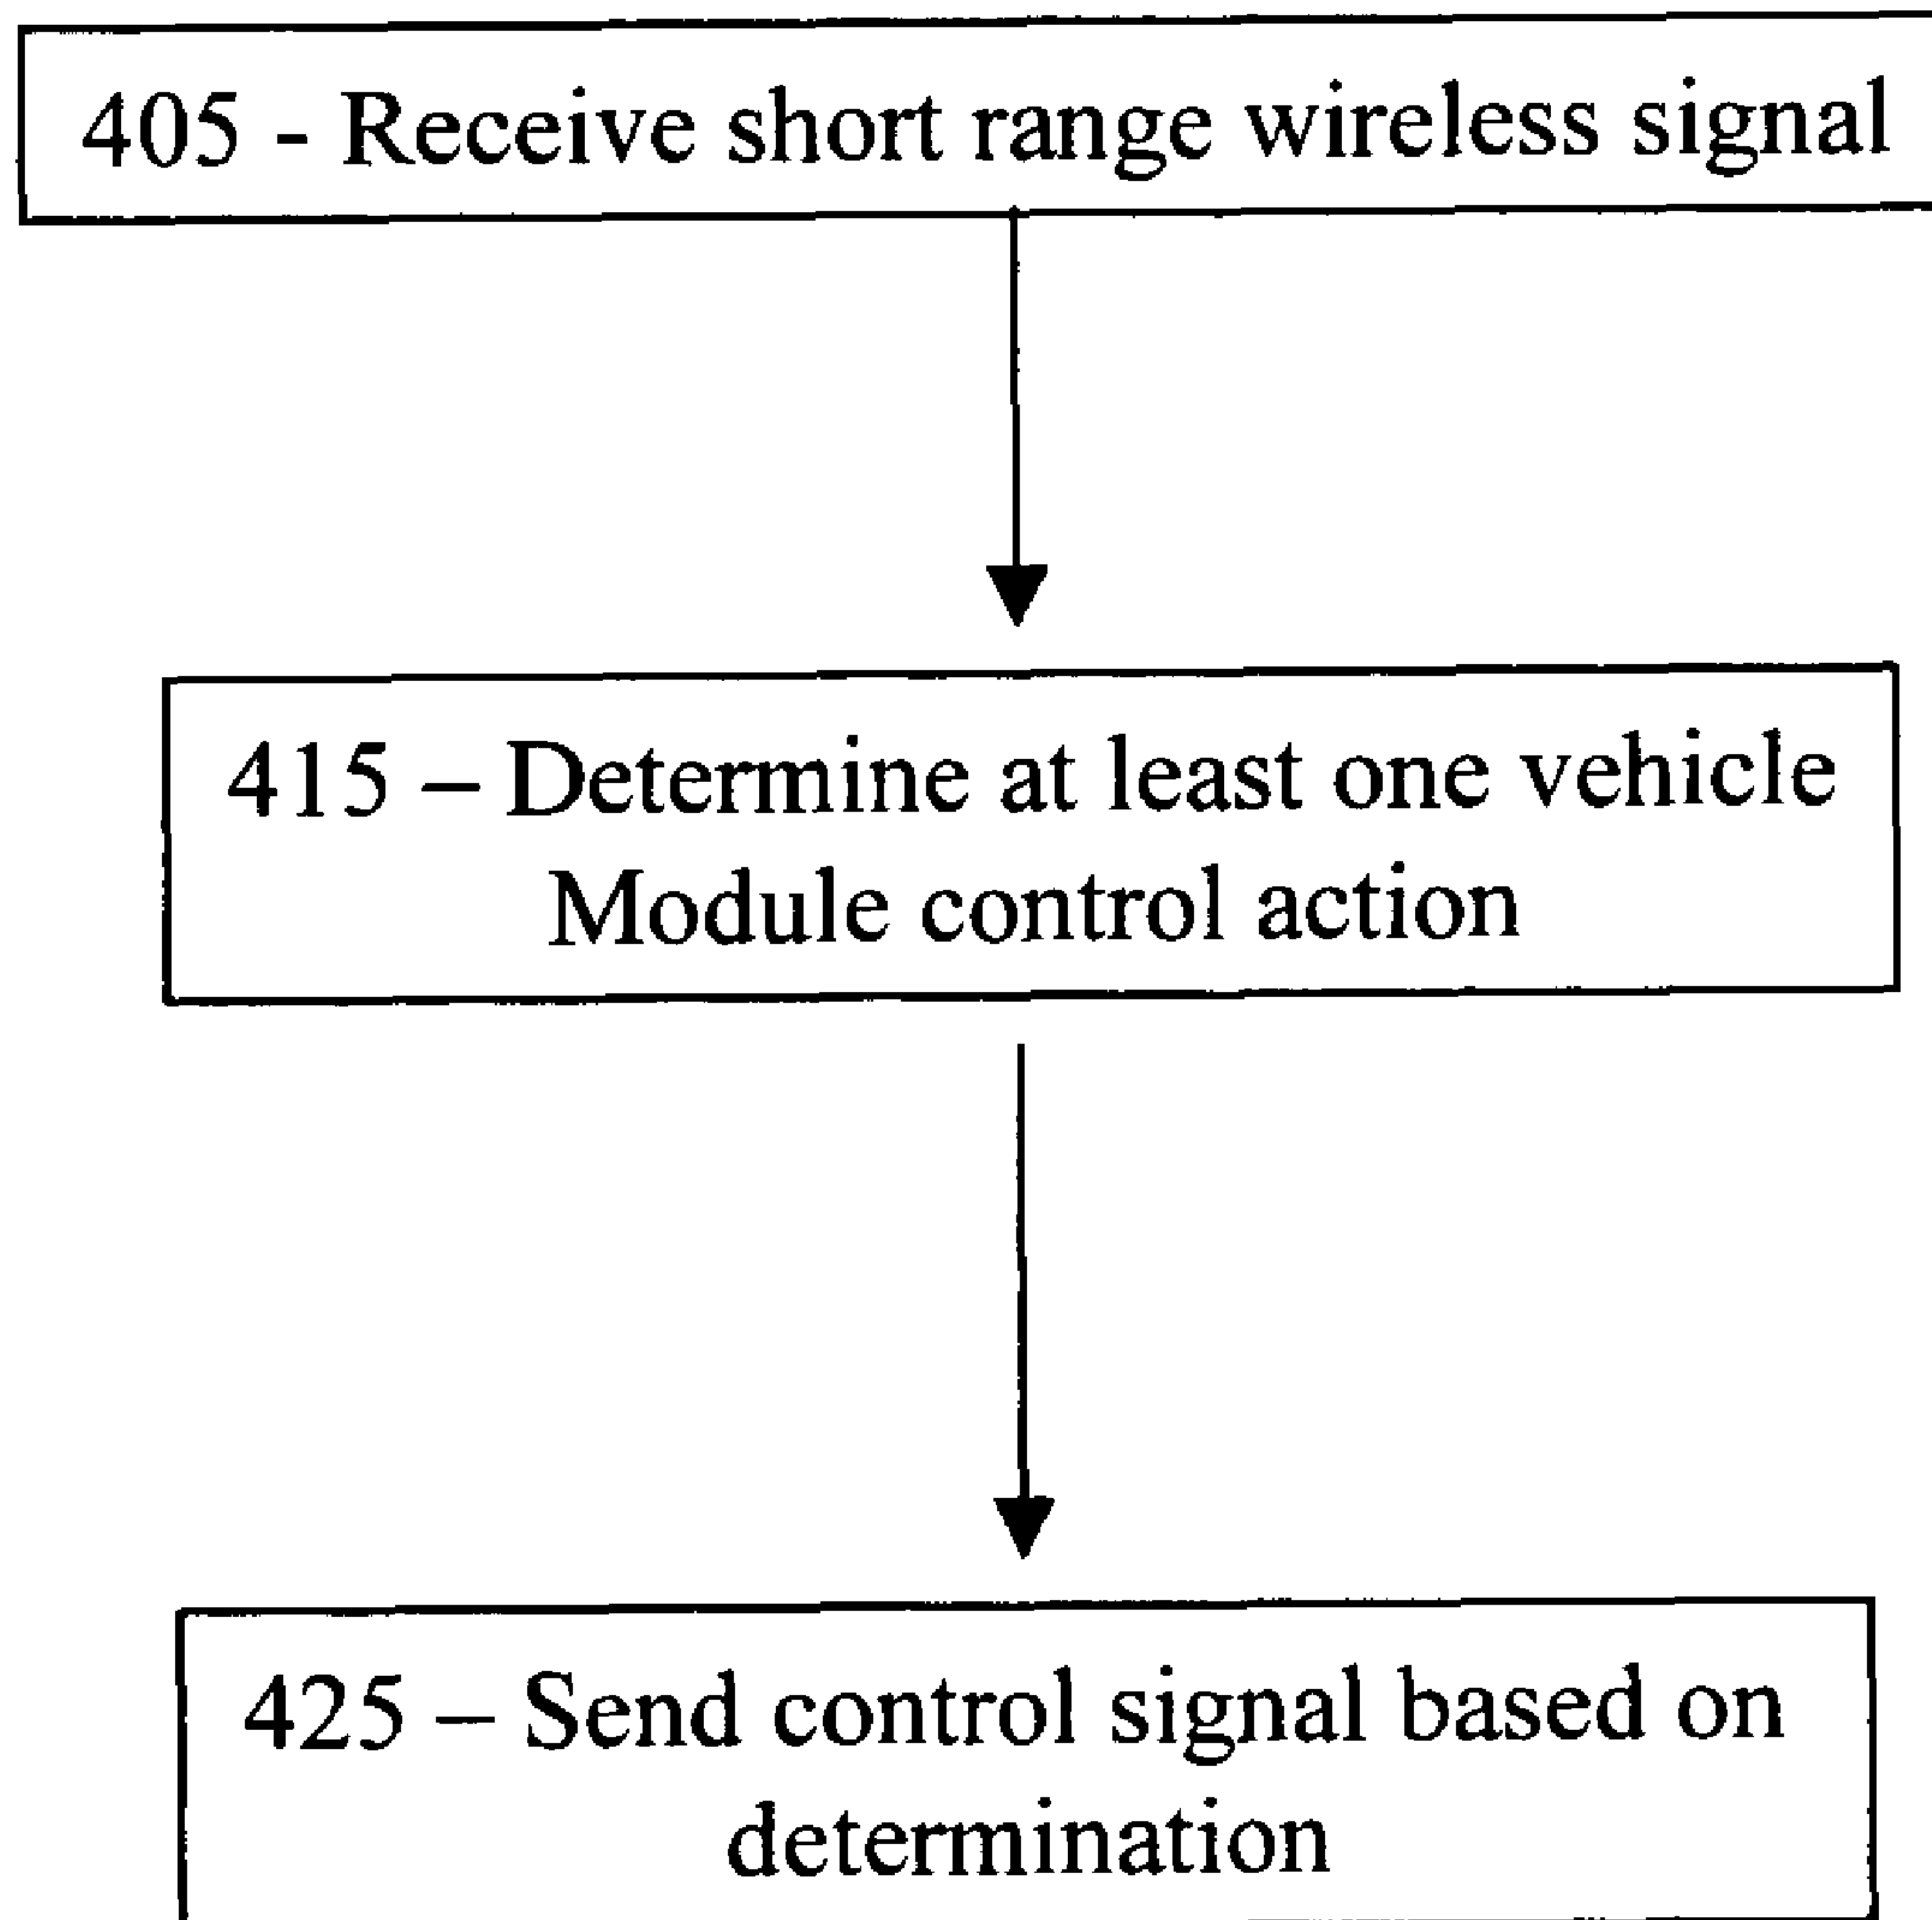 405 - Receive short range wireless signal
415 – Determine at least one vehicle
Module control action
425 – Send control signal based on
determination